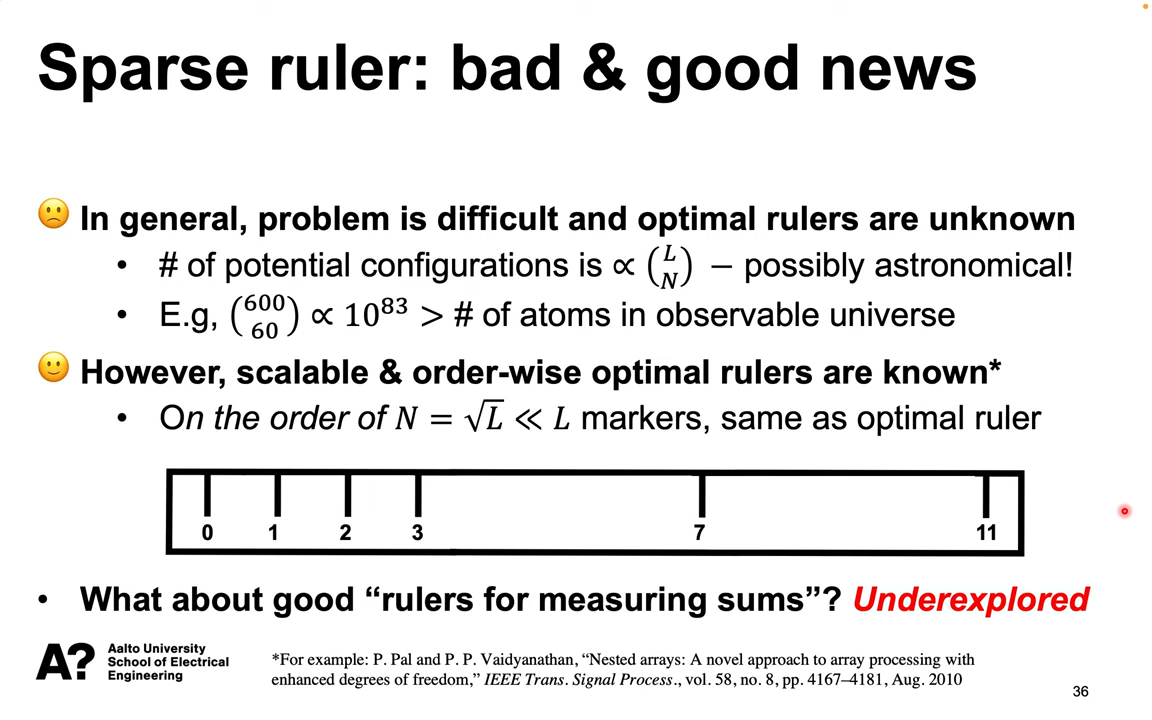 Sparse ruler: bad & good news
In general, problem is difficult and optimal rulers are unknown
• # of potential configurations is ∝ (L N) − possibly astronomical!
• E.g, (600 60) ∝ 10⁸³ > # of atoms in observable universe
However, scalable & order-wise optimal rulers are known*
• On the order of N = √L ≪ L markers, same as optimal ruler
0 1 2 3 7 11
• What about good “rulers for measuring sums”? Underexplored
A?
Aalto University
School of Electrical
Engineering
*For example: P. Pal and P. P. Vaidyanathan, “Nested arrays: A novel approach to array processing with
enhanced degrees of freedom,” IEEE Trans. Signal Process., vol. 58, no. 8, pp. 4167–4181, Aug. 2010
36